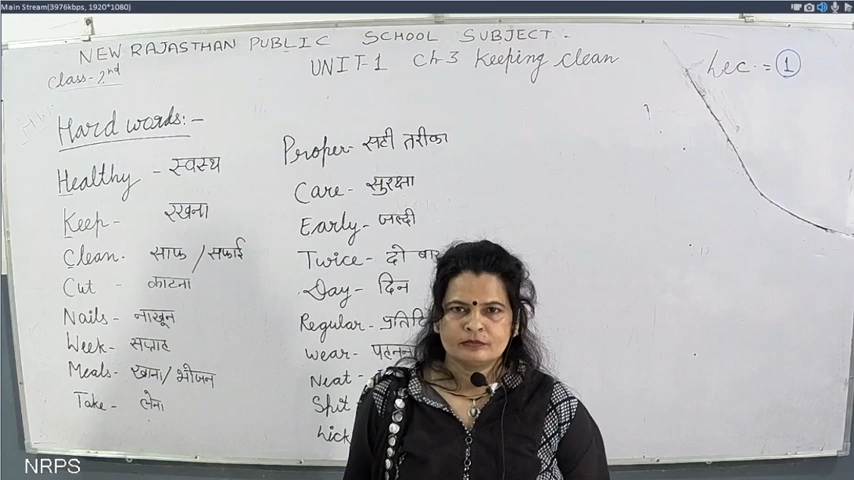 Main Stream(3976kbps, 1920*1080)
NEW RAJASTHAN PUBLIC SCHOOL SUBJECT -
Class-2nd
UNIT-1 Ch-3 Keeping clean
Lec. = 1
Hard words:-
Healthy - स्वस्थ
Keep - रखना
Clean - साफ / सफाई
Cut - काटना
Nails - नाखून
Week - सप्ताह
Meals - खाना / भोजन
Take - लेना
Proper - सही तरीका
Care - सुरक्षा
Early - जल्दी
Twice - दो बार
Day - दिन
Regular -
Wear - पहनना
Neat -
Spit
NRPS